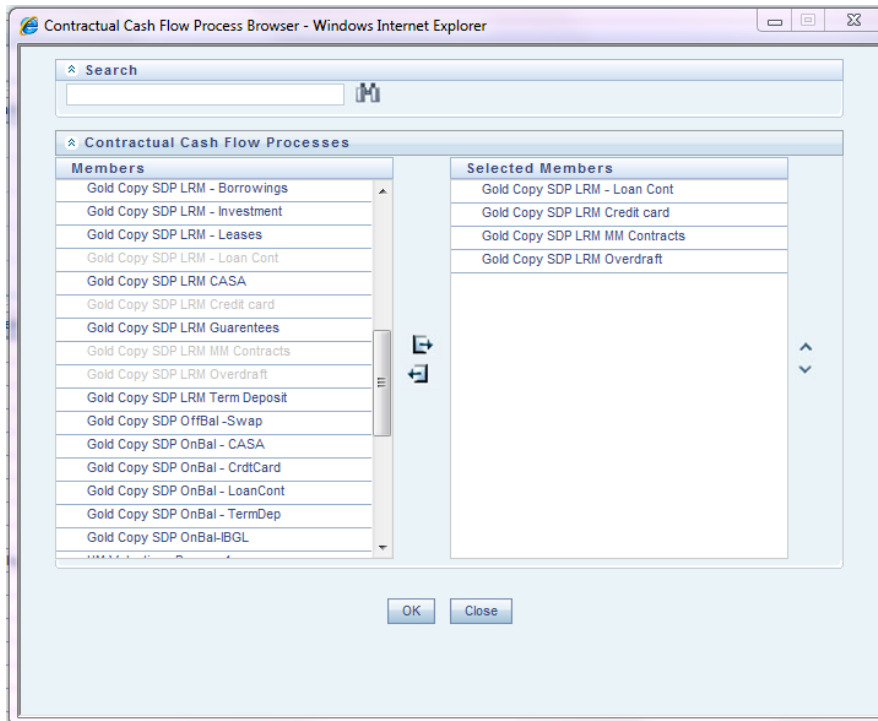 Contractual Cash Flow Process Browser - Windows Internet Explorer
Search
Contractual Cash Flow Processes
Members
Gold Copy SDP LRM - Borrowings
Gold Copy SDP LRM - Investment
Gold Copy SDP LRM - Leases
Gold Copy SDP LRM - Loan Cont
Gold Copy SDP LRM CASA
Gold Copy SDP LRM Credit card
Gold Copy SDP LRM Guarentees
Gold Copy SDP LRM MM Contracts
Gold Copy SDP LRM Overdraft
Gold Copy SDP LRM Term Deposit
Gold Copy SDP OffBal -Swap
Gold Copy SDP OnBal - CASA
Gold Copy SDP OnBal - CrdtCard
Gold Copy SDP OnBal - LoanCont
Gold Copy SDP OnBal - TermDep
Gold Copy SDP OnBal-IBGL
Selected Members
Gold Copy SDP LRM - Loan Cont
Gold Copy SDP LRM Credit card
Gold Copy SDP LRM MM Contracts
Gold Copy SDP LRM Overdraft
OK
Close